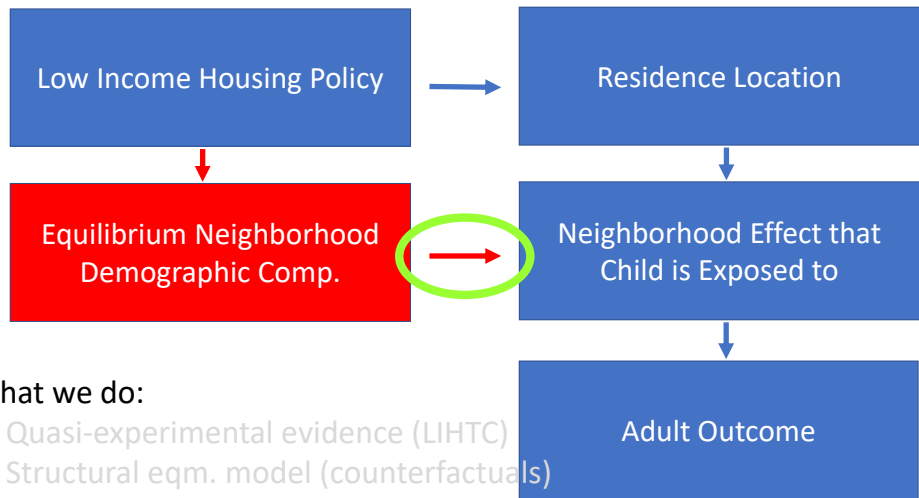 Low Income Housing Policy
Residence Location
Equilibrium Neighborhood
Demographic Comp.
Neighborhood Effect that
Child is Exposed to
hat we do:
Quasi-experimental evidence (LIHTC)
Structural eqm. model (counterfactuals)
Adult Outcome